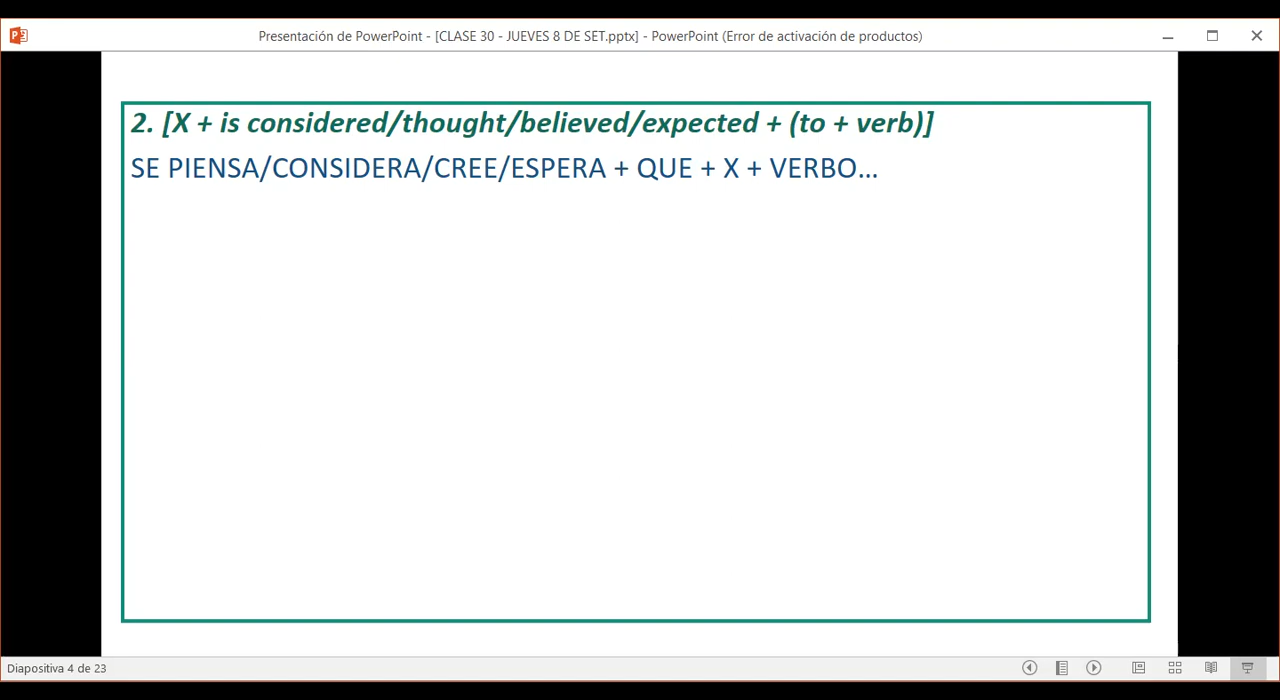 Presentación de PowerPoint - [CLASE 30 - JUEVES 8 DE SET.pptx] - PowerPoint (Error de activación de productos)
2. [X + is considered/thought/believed/expected + (to + verb)]
SE PIENSA/CONSIDERA/CREE/ESPERA + QUE + X + VERBO...
Diapositiva 4 de 23